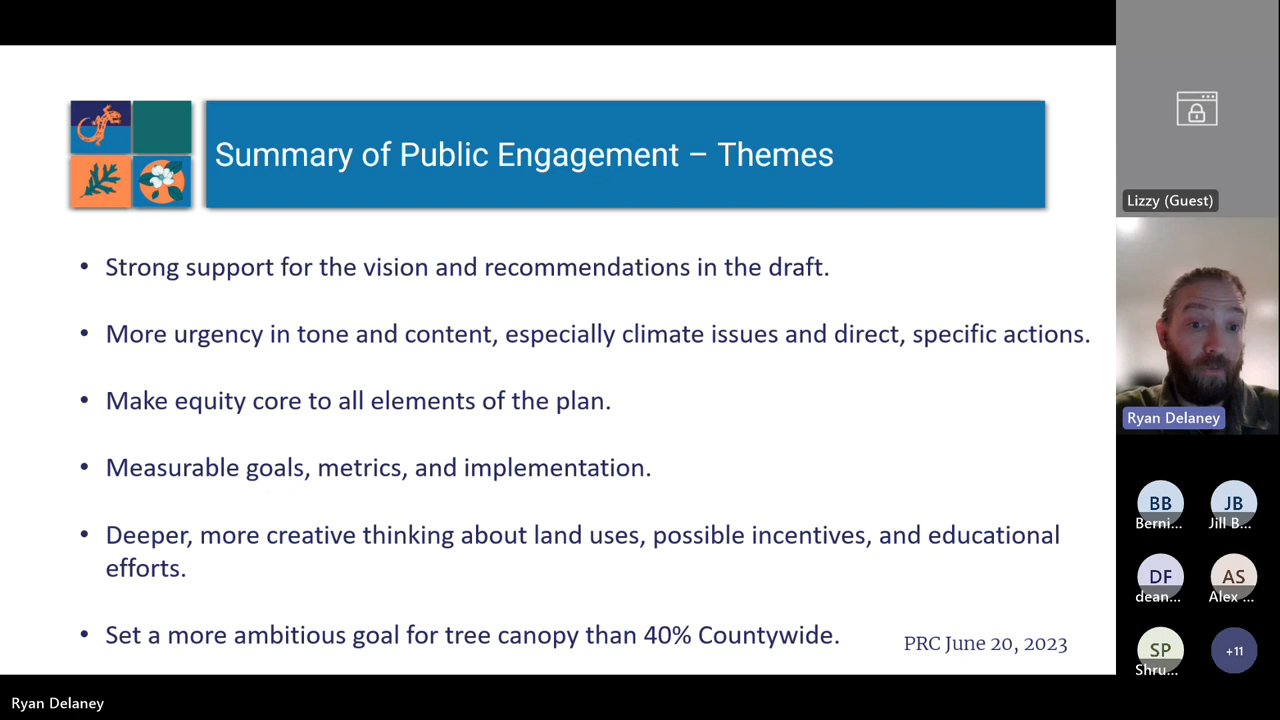 Summary of Public Engagement – Themes
• Strong support for the vision and recommendations in the draft.
• More urgency in tone and content, especially climate issues and direct, specific actions.
• Make equity core to all elements of the plan.
• Measurable goals, metrics, and implementation.
• Deeper, more creative thinking about land uses, possible incentives, and educational
efforts.
• Set a more ambitious goal for tree canopy than 40% Countywide.
PRC June 20, 2023
Lizzy (Guest)
Ryan Delaney
BB
Berni...
JB
Jill B...
DF
dean...
AS
Alex ...
SP
Shru...
+11
Ryan Delaney